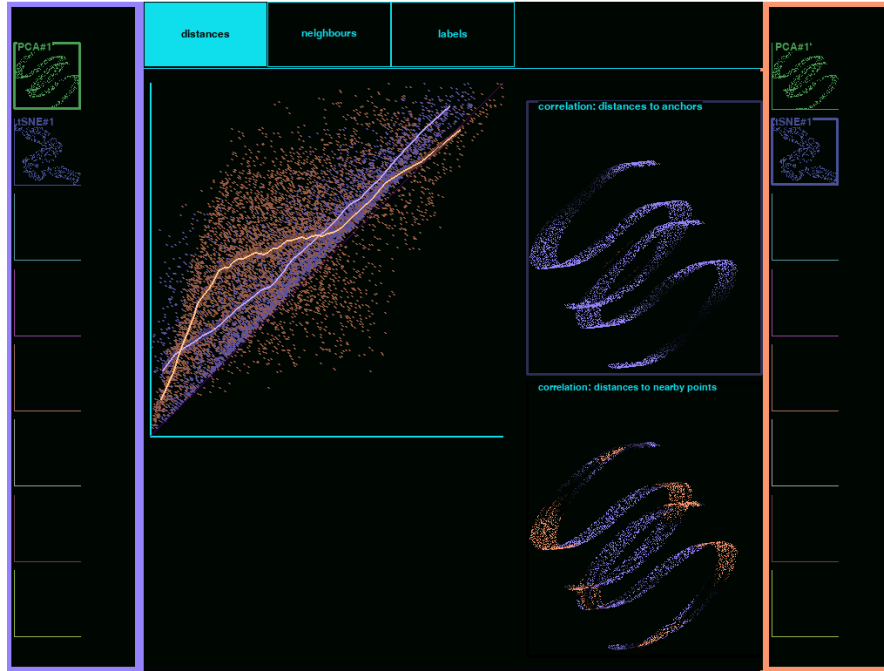 distances
neighbours
labels
PCA#1
tSNE#1
correlation: distances to anchors
correlation: distances to nearby points
PCA#1'
tSNE#1